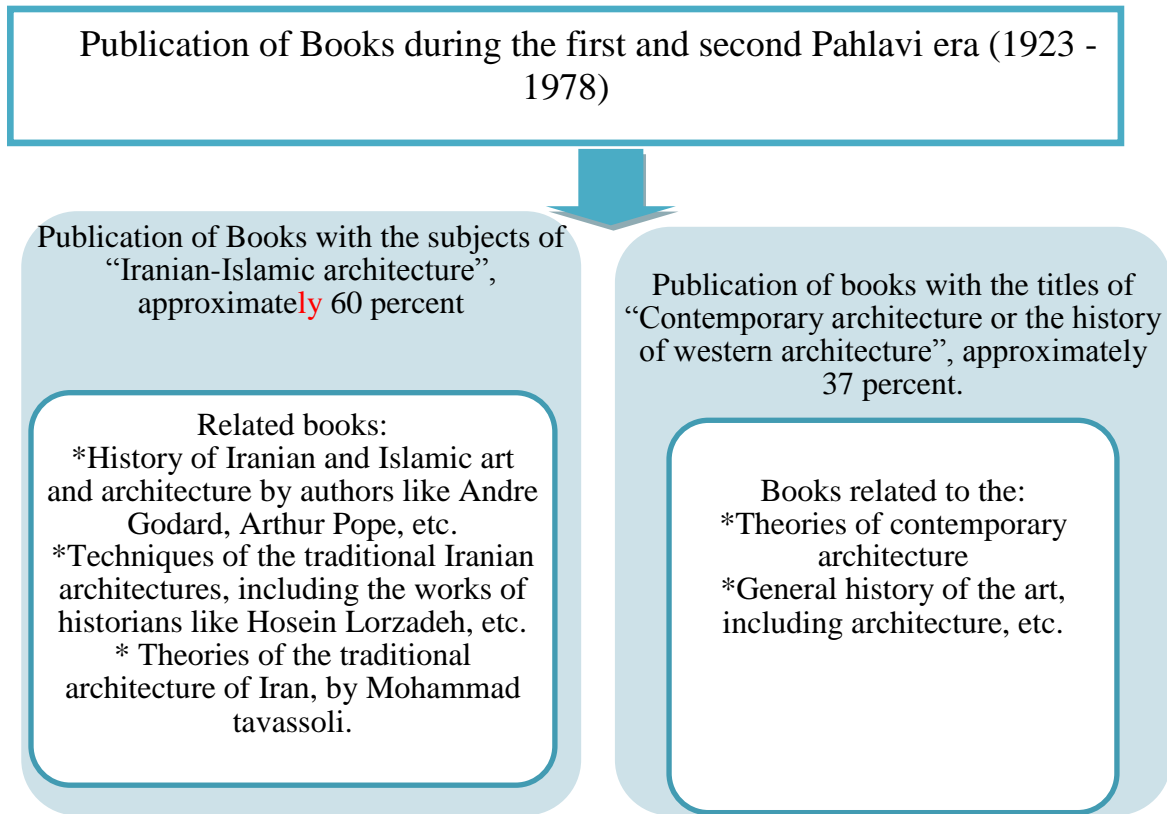 Publication of Books during the first and second Pahlavi era (1923 -
1978)
Publication of Books with the subjects of
“Iranian-Islamic architecture”,
approximately 60 percent
Related books:
*History of Iranian and Islamic art
and architecture by authors like Andre
Godard, Arthur Pope, etc.
*Techniques of the traditional Iranian
architectures, including the works of
historians like Hosein Lorzadeh, etc.
* Theories of the traditional
architecture of Iran, by Mohammad
tavassoli.
Publication of books with the titles of
“Contemporary architecture or the history
of western architecture”, approximately
37 percent.
Books related to the:
*Theories of contemporary
architecture
*General history of the art,
including architecture, etc.